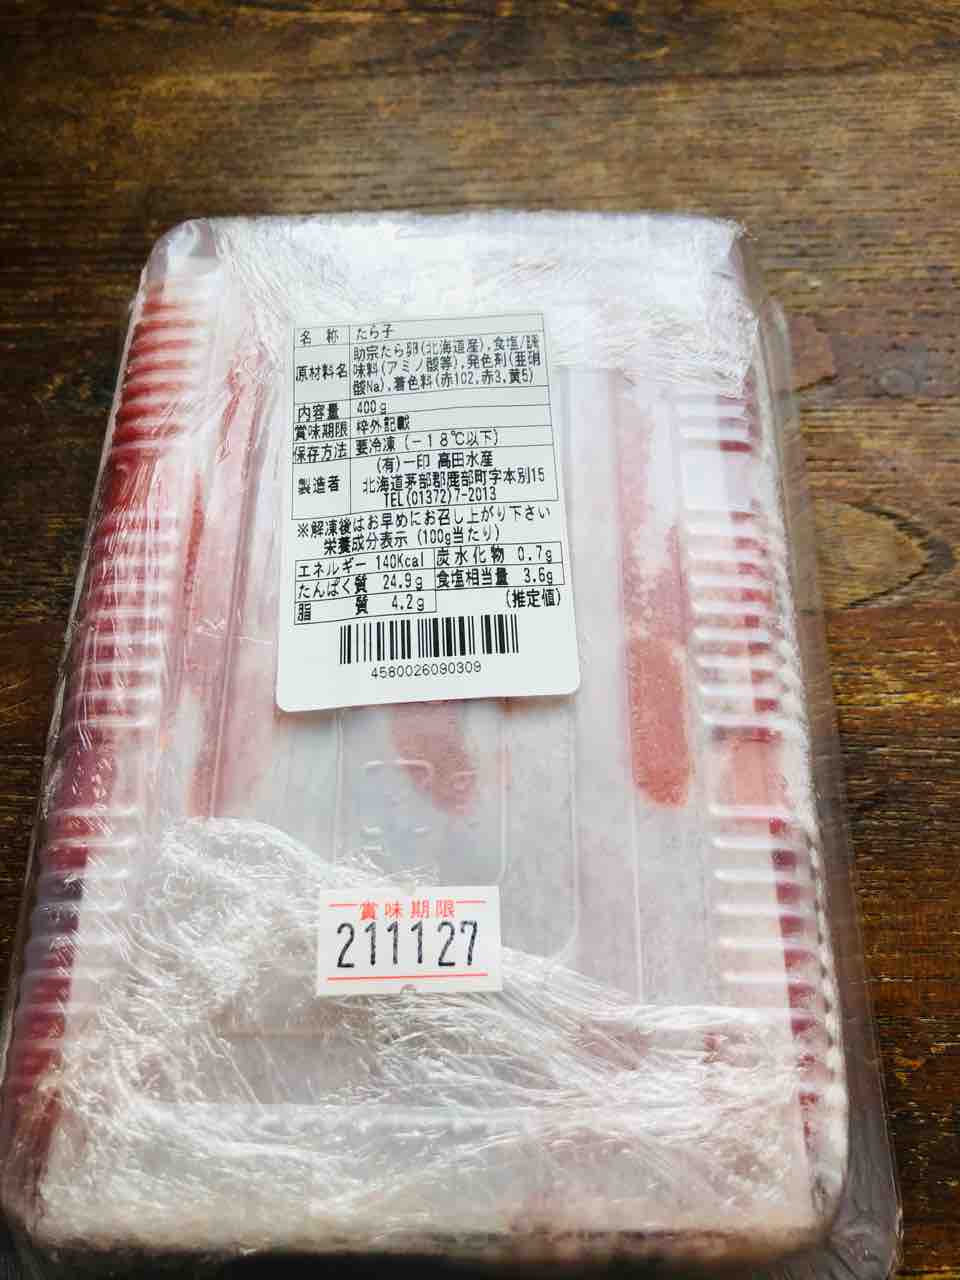 名 称 たら子
原材料名 助宗たら卵(北海道産),食塩/調
味料(アミノ酸等),発色剤(亜硝
酸Na),着色料(赤102,赤3,黄5)
内容量 400g
賞味期限 枠外記載
保存方法 要冷凍(-18℃以下)
製造者 (有)一印 高田水産
北海道茅部郡鹿部町字本別15
TEL(01372)7-2013
※解凍後はお早めにお召し上がり下さい
栄養成分表示(100g当たり)
エネルギー 140Kcal 炭水化物 0.7g
たんぱく質 24.9g 食塩相当量 3.6g
脂 質 4.2g (推定値)
4580026090309
賞味期限
211127